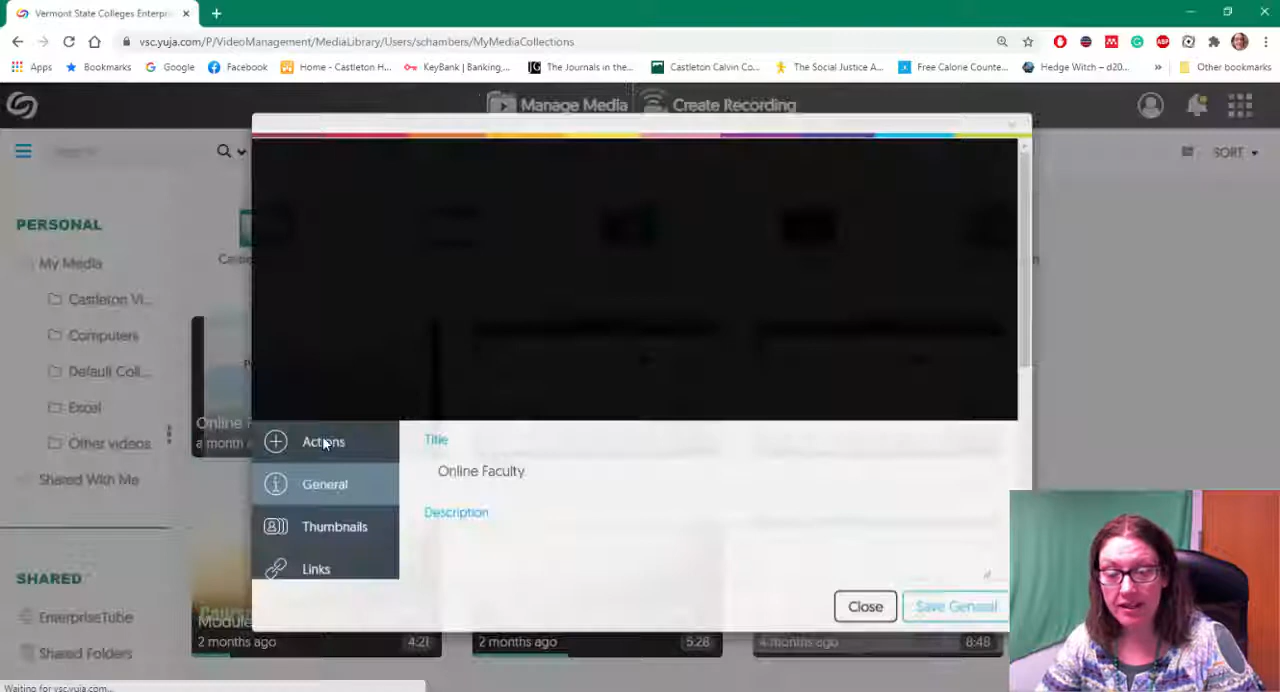 Vermont State Colleges Enterpri
vsc.yuja.com/P/VideoManagement/MediaLibrary/Users/schambers/MyMediaCollections
Apps Bookmarks Google Facebook Home - Castleton H... KeyBank | Banking,... The Journals in the... Castleton Calvin Co... The Social Justice A... Free Calorie Counte... Hedge Witch – d20... » Other bookmarks
Manage Media Create Recording
SORT
PERSONAL
My Media
Castleton Vi...
Computers
Default Coll...
Excel
Other videos
Shared With Me
SHARED
EnterpriseTube
Shared Folders
Online
a month
Actions
General
Thumbnails
Links
Title
Online Faculty
Description
Close Save General
Module
2 months ago 4:21
2 months ago 5:28
4 months ago 8:48
Waiting for vsc.yuja.com...